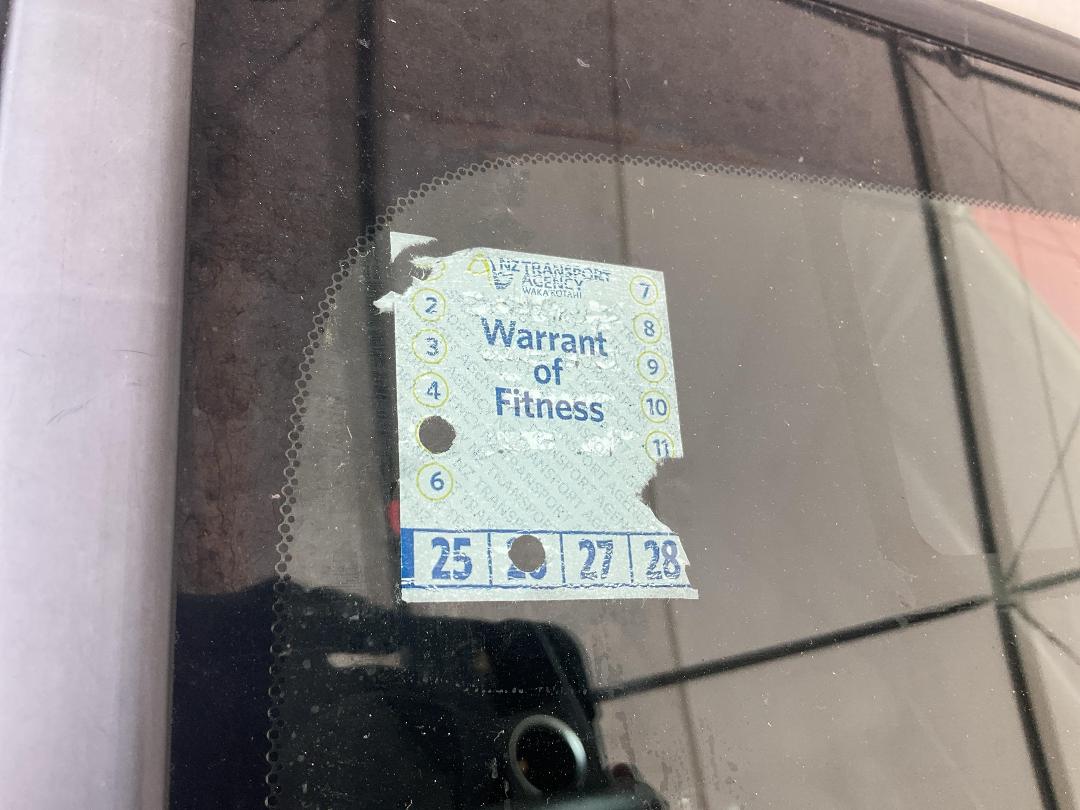 NZ TRANSPORT
AGENCY
WAKA KOTAHI
Warrant
of
Fitness
2
3
4
6
7
8
9
10
11
25 26 27 28